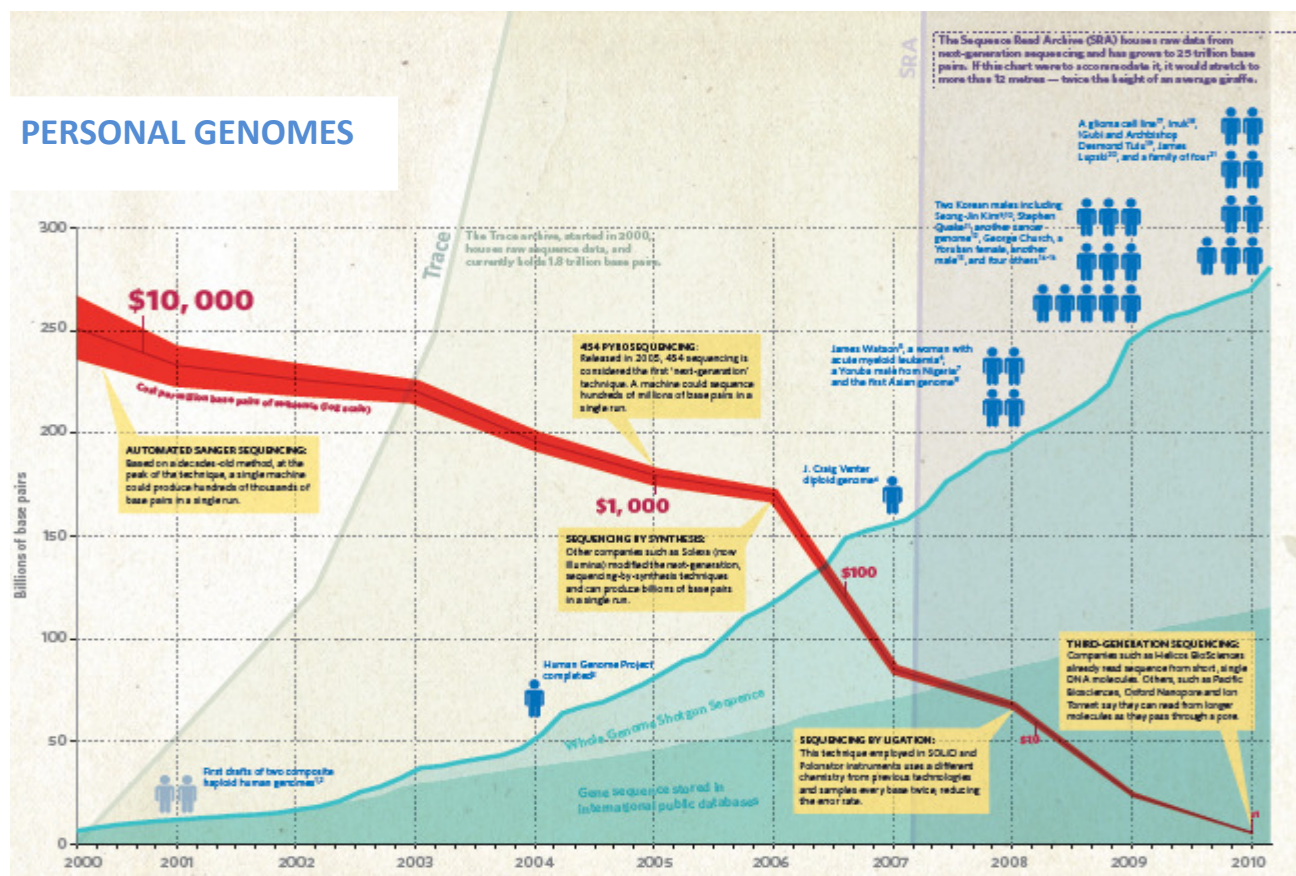 The Sequence Read Archive (SRA) houses raw data from
next-generation sequencing and has grown to 25 trillion base
pairs. If this chart were to accommodate it, it would stretch to
more than 12 metres — twice the height of an average giraffe.
SRA
PERSONAL GENOMES
A glioma cell line, Inuk,
!Gubi and Archbishop
Desmond Tutu, James
Lupski, and a family of four
Two Korean males including
Seong-Jin Kim, Stephen
Quake, another cancer
genome, George Church, a
Yoruban female, another
male, and four others
Trace
The Trace archive, started in 2000,
houses raw sequence data, and
currently holds 1.8 trillion base pairs.
$10,000
Cost per million base pairs of sequence (log scale)
AUTOMATED SANGER SEQUENCING:
Based on a decades-old method, at the
peak of the technique, a single machine
could produce hundreds of thousands of
base pairs in a single run.
454 PYROSEQUENCING:
Released in 2005, 454 sequencing is
considered the first 'next-generation'
technique. A machine could sequence
hundreds of millions of base pairs in a
single run.
$1,000
James Watson, a woman with
acute myeloid leukemia,
a Yoruba male from Nigeria
and the first Asian genome
J. Craig Venter
diploid genome
SEQUENCING BY SYNTHESIS:
Other companies such as Solexa (now
Illumina) modified the next-generation,
sequencing-by-synthesis techniques
and can produce billions of base pairs
in a single run.
$100
Human Genome Project
completed
Whole Genome Shotgun Sequence
THIRD-GENERATION SEQUENCING:
Companies such as Helicos BioSciences
already read sequence from short, single
DNA molecules. Others, such as Pacific
Biosciences, Oxford Nanopore and Ion
Torrent say they can read from longer
molecules as they pass through a pore.
SEQUENCING BY LIGATION:
This technique employed in SOLiD and
Polonator instruments uses a different
chemistry from previous technologies
and samples every base twice, reducing
the error rate.
$10
First drafts of two composite
haploid human genomes
Gene sequence stored in
international public databases
$1
Billions of base pairs
300
250
200
150
100
50
0
2000 2001 2002 2003 2004 2005 2006 2007 2008 2009 2010